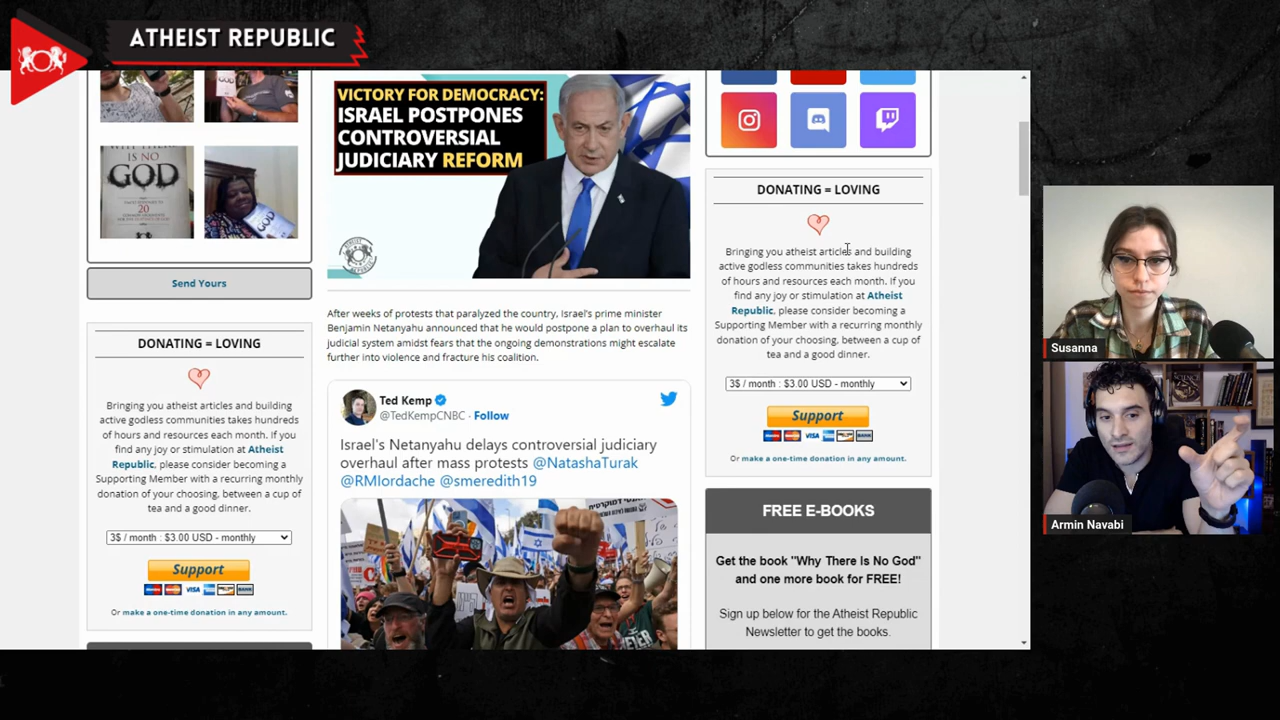 ATHEIST REPUBLIC
IS NO
GOD
20
Send Yours
DONATING = LOVING
Bringing you atheist articles and building
active godless communities takes hundreds
of hours and resources each month. If you
find any joy or stimulation at Atheist
Republic, please consider becoming a
Supporting Member with a recurring monthly
donation of your choosing, between a cup of
tea and a good dinner.
3$ / month : $3.00 USD - monthly
Support
VISA
BANK
Or make a one-time donation in any amount.
VICTORY FOR DEMOCRACY:
ISRAEL POSTPONES
CONTROVERSIAL
JUDICIARY REFORM
After weeks of protests that paralyzed the country, Israel's prime minister
Benjamin Netanyahu announced that he would postpone a plan to overhaul its
judicial system amidst fears that the ongoing demonstrations might escalate
further into violence and fracture his coalition.
Ted Kemp
@TedKempCNBC · Follow
Israel's Netanyahu delays controversial judiciary
overhaul after mass protests @NatashaTurak
@RMIordache @smeredith19
DONATING = LOVING
Bringing you atheist articles and building
active godless communities takes hundreds
of hours and resources each month. If you
find any joy or stimulation at Atheist
Republic, please consider becoming a
Supporting Member with a recurring monthly
donation of your choosing, between a cup of
tea and a good dinner.
3$ / month : $3.00 USD - monthly
Support
VISA
BANK
Or make a one-time donation in any amount.
FREE E-BOOKS
Get the book "Why There Is No God"
and one more book for FREE!
Sign up below for the Atheist Republic
Newsletter to get the books.
Susanna
Armin Navabi